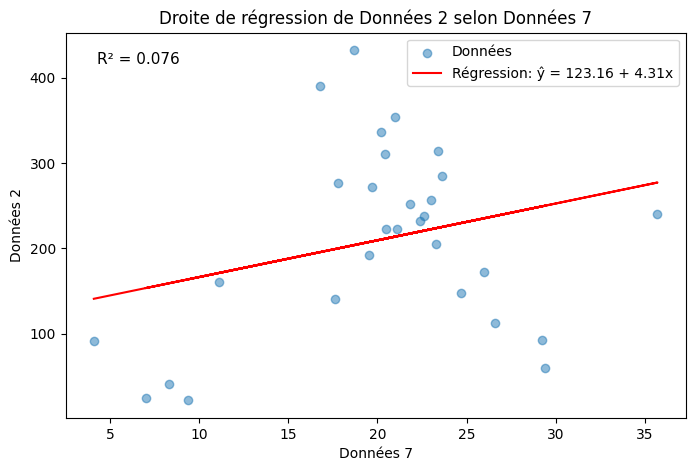 Droite de régression de Données 2 selon Données 7
R² = 0.076
Données
Régression: ŷ = 123.16 + 4.31x
400
300
200
100
Données 2
5 10 15 20 25 30 35
Données 7